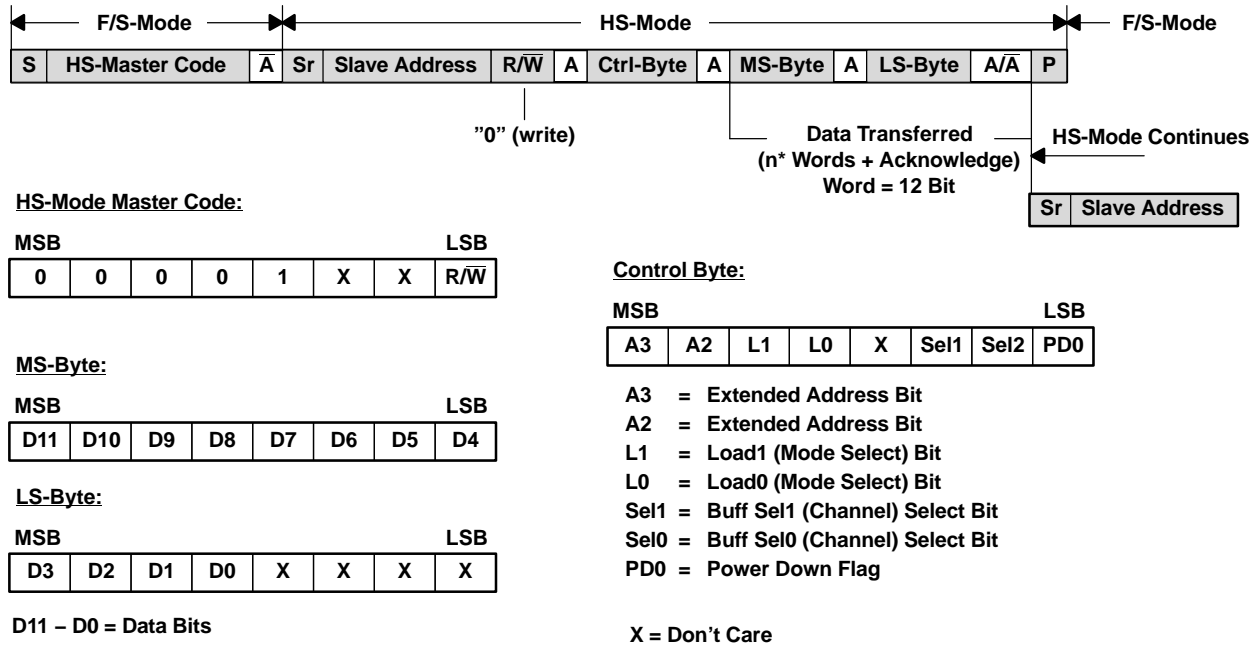 F/S-Mode HS-Mode F/S-Mode
S HS-Master Code A̅ Sr Slave Address R/W̅ A Ctrl-Byte A MS-Byte A LS-Byte A/A̅ P
”0” (write)
Data Transferred
(n* Words + Acknowledge)
Word = 12 Bit
HS-Mode Continues
Sr Slave Address
HS-Mode Master Code:
MSB LSB
0 0 0 0 1 X X R/W̅
MS-Byte:
MSB LSB
D11 D10 D9 D8 D7 D6 D5 D4
LS-Byte:
MSB LSB
D3 D2 D1 D0 X X X X
D11 – D0 = Data Bits
Control Byte:
MSB LSB
A3 A2 L1 L0 X Sel1 Sel2 PD0
A3 = Extended Address Bit
A2 = Extended Address Bit
L1 = Load1 (Mode Select) Bit
L0 = Load0 (Mode Select) Bit
Sel1 = Buff Sel1 (Channel) Select Bit
Sel0 = Buff Sel0 (Channel) Select Bit
PD0 = Power Down Flag
X = Don’t Care